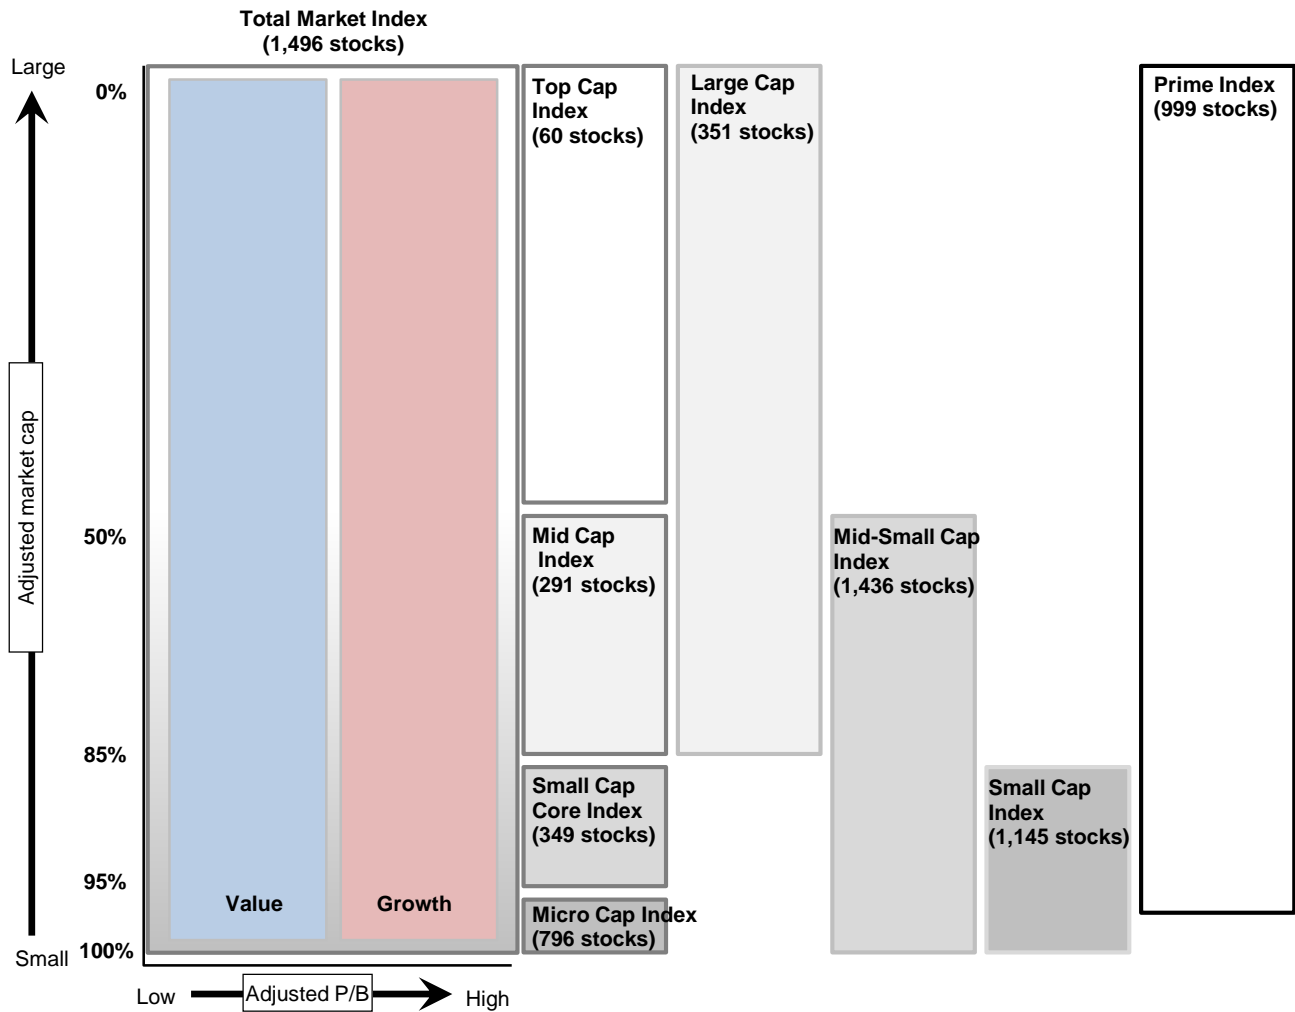 Total Market Index
(1,496 stocks)
Large
0%
Top Cap
Index
(60 stocks)
Large Cap
Index
(351 stocks)
Prime Index
(999 stocks)
Adjusted market cap
50%
Mid Cap
Index
(291 stocks)
Mid-Small Cap
Index
(1,436 stocks)
85%
Small Cap
Core Index
(349 stocks)
Small Cap
Index
(1,145 stocks)
95%
Value
Growth
Micro Cap Index
(796 stocks)
100%
Small
Low
Adjusted P/B
High